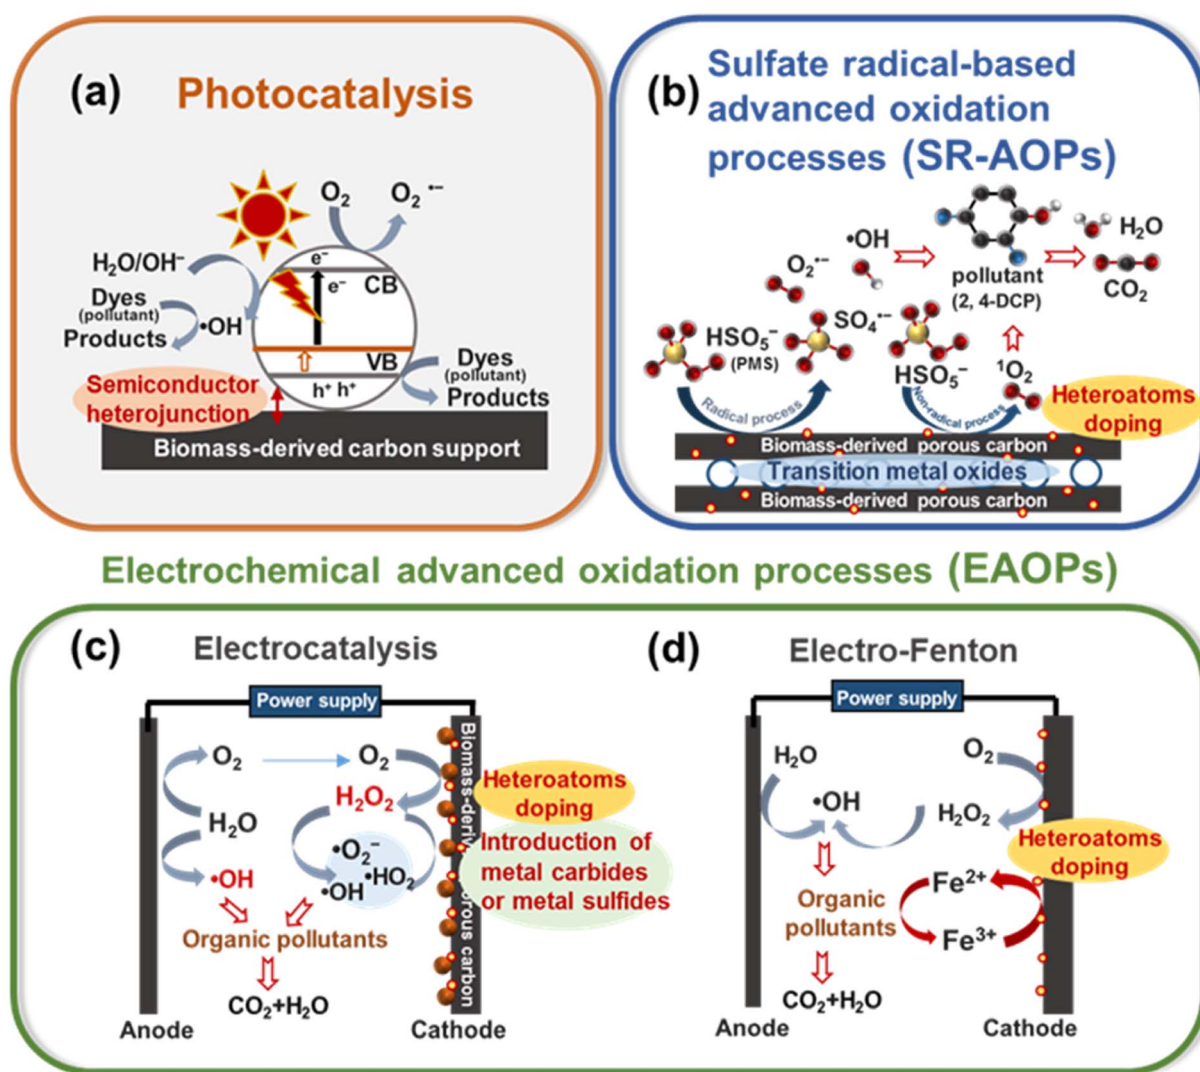 (a)
Photocatalysis
O₂
O₂ •−
H₂O/OH⁻
e⁻
e⁻
CB
Dyes
(pollutant)
Products
•OH
VB
h⁺ h⁺
Dyes
(pollutant)
Products
Semiconductor
heterojunction
Biomass-derived carbon support
(b)
Sulfate radical-based
advanced oxidation
processes (SR-AOPs)
•OH
O₂•−
H₂O
CO₂
pollutant
(2, 4-DCP)
HSO₅⁻
(PMS)
SO₄•−
HSO₅⁻
¹O₂
Radical process
Non-radical process
Heteroatoms
doping
Biomass-derived porous carbon
Transition metal oxides
Biomass-derived porous carbon
Electrochemical advanced oxidation processes (EAOPs)
(c)
Electrocatalysis
Power supply
O₂
O₂
H₂O₂
H₂O
•O₂⁻
•HO₂
•OH
•OH
Organic pollutants
CO₂+H₂O
Heteroatoms
doping
Introduction of
metal carbides
or metal sulfides
Anode
Cathode
(d)
Electro-Fenton
Power supply
H₂O
O₂
•OH
H₂O₂
Heteroatoms
doping
Fe²⁺
Fe³⁺
Organic
pollutants
CO₂+H₂O
Anode
Cathode